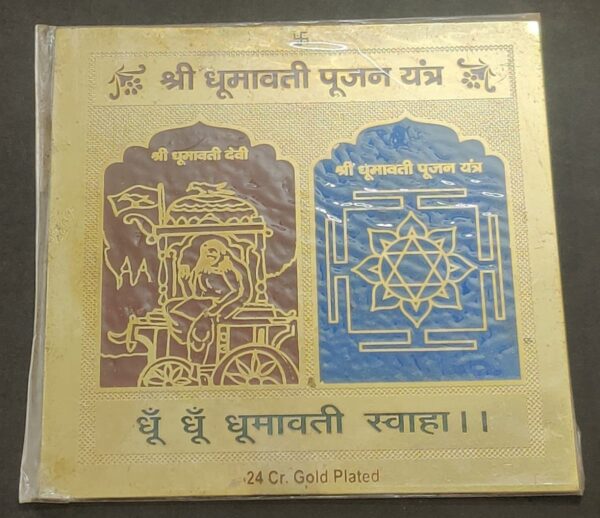 श्री धूमावती पूजन यंत्र
श्री धूमावती देवी
श्री धूमावती पूजन यंत्र
धूँ धूँ धूमावती स्वाहा।।
24 Cr. Gold Plated